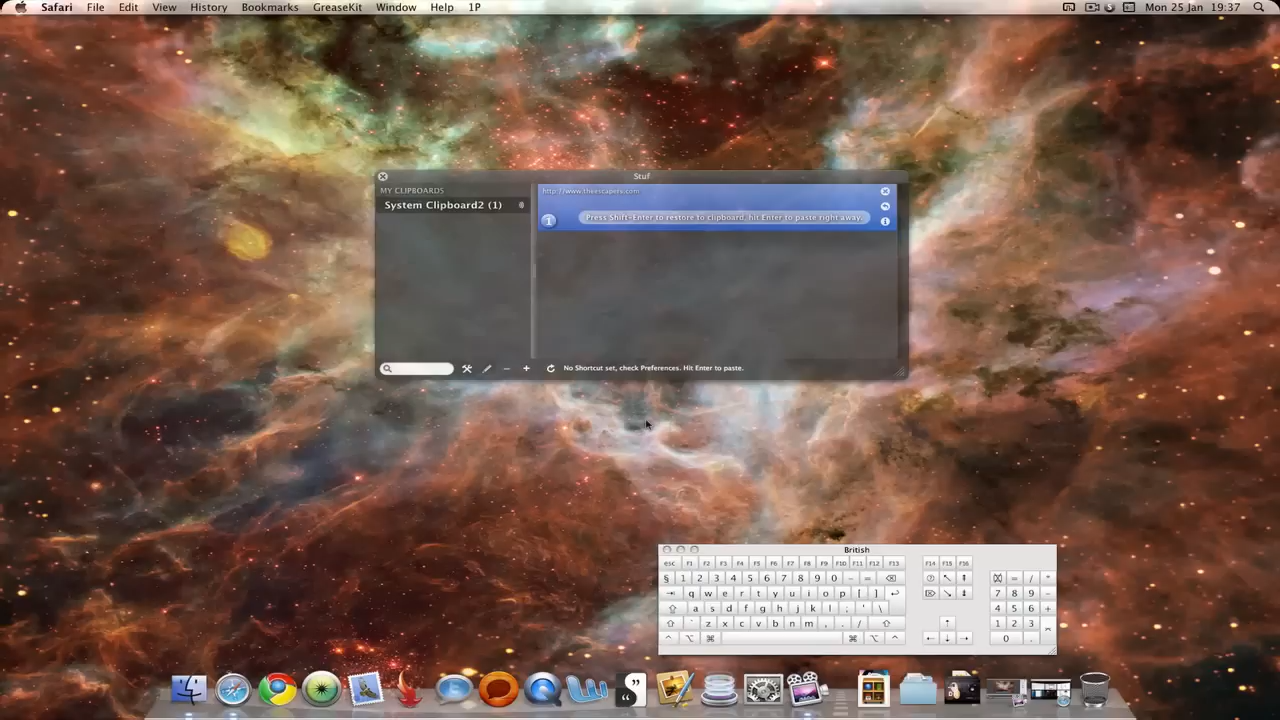 Safari File Edit View History Bookmarks GreaseKit Window Help 1P Mon 25 Jan 19:37
Stuf
MY CLIPBOARDS
System Clipboard2 (1)
http://www.theescapers.com
Press Shift-Enter to restore to clipboard, hit Enter to paste right away.
No Shortcut set, check Preferences. Hit Enter to paste.
British
esc F1 F2 F3 F4 F5 F6 F7 F8 F9 F10 F11 F12 F13 F14 F15 F16
§ 1 2 3 4 5 6 7 8 9 0 - = = / *
q w e r t y u i o p [ ] 7 8 9 -
a s d f g h j k l ; ' \ 4 5 6 +
` z x c v b n m , . / 1 2 3
0 .